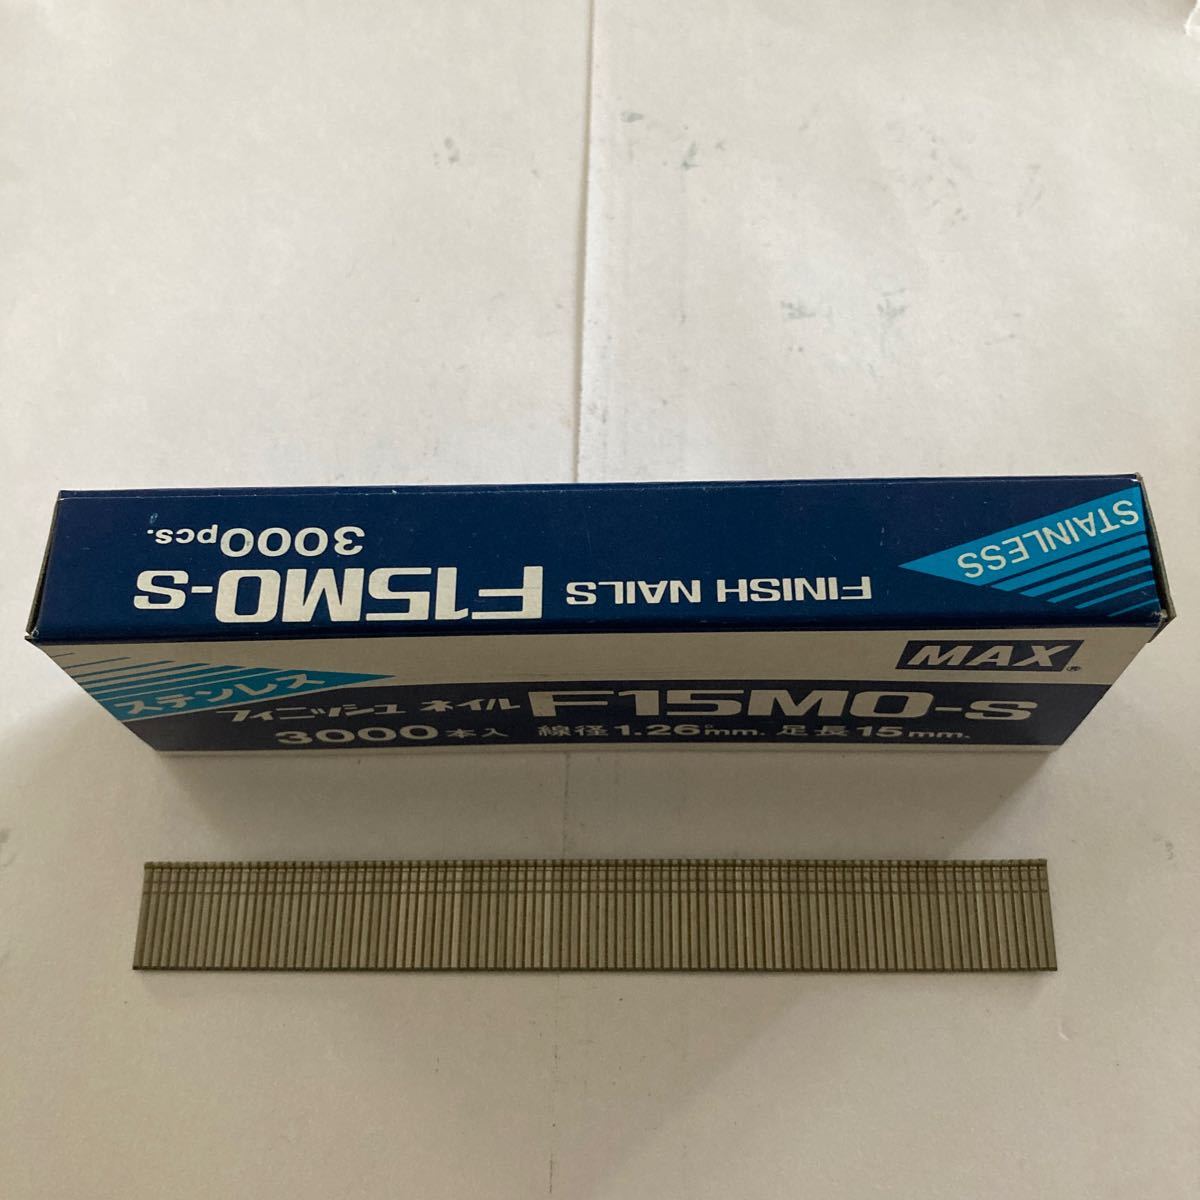 STAINLESS
FINISH NAILS F15MO-S
3000pcs.
MAX®
ステンレス
フィニッシュ ネイル F15MO-S
3000本入 線径1.26mm. 足長15mm.